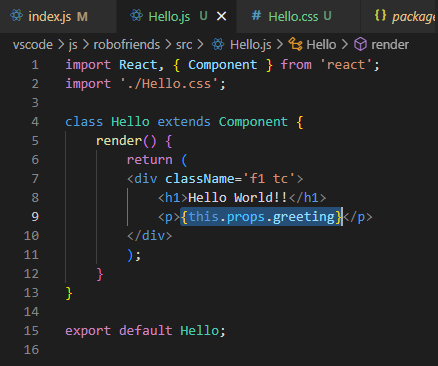 index.js M Hello.js U × # Hello.css U package
vscode > js > robofriends > src > Hello.js > Hello > render
1 import React, { Component } from 'react';
2 import './Hello.css';
3
4 class Hello extends Component {
5 render() {
6 return (
7 <div className='f1 tc'>
8 <h1>Hello World!!</h1>
9 <p>{this.props.greeting}</p>
10 </div>
11 );
12 }
13 }
14
15 export default Hello;
16